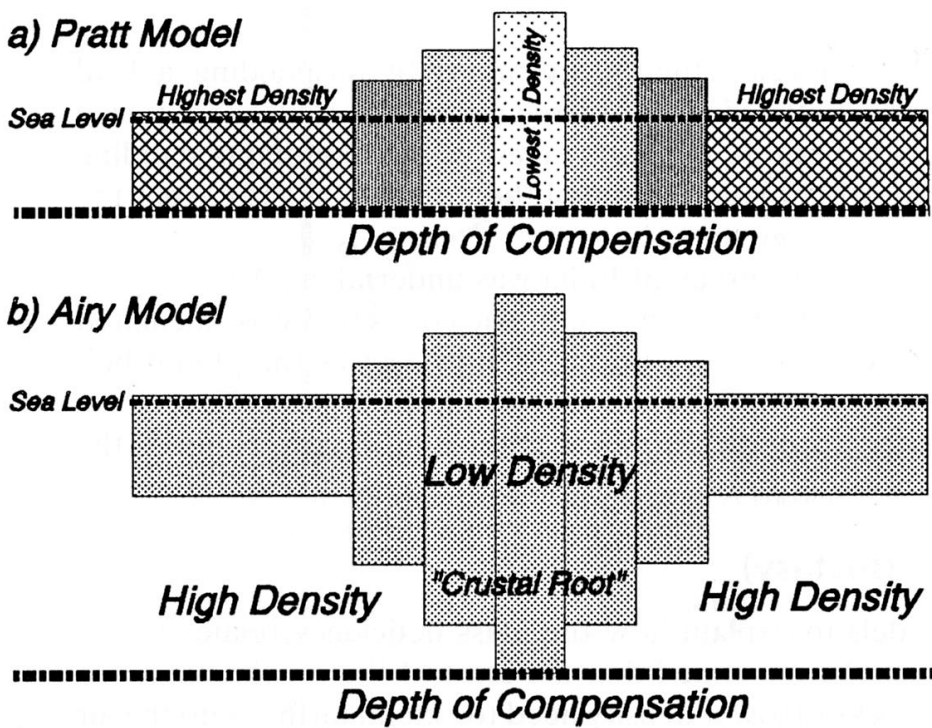 a) Pratt Model
Highest Density
Lowest Density
Highest Density
Sea Level
Depth of Compensation
b) Airy Model
Sea Level
Low Density
"Crustal Root"
High Density
High Density
Depth of Compensation